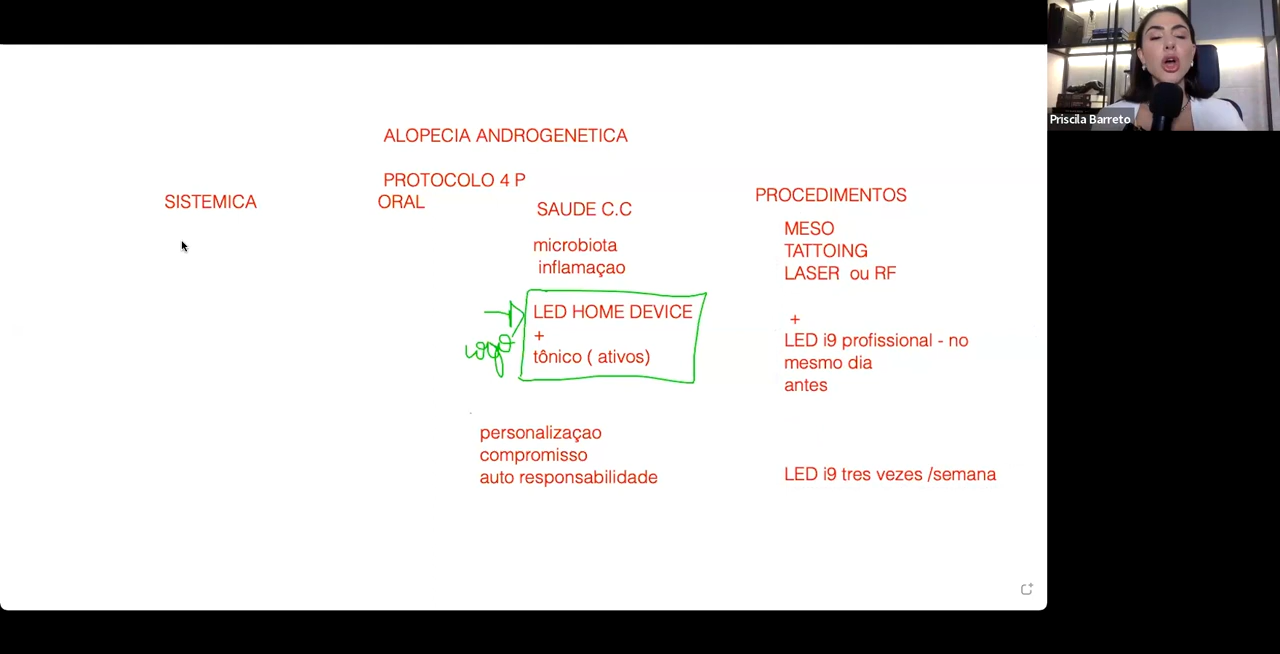 ALOPECIA ANDROGENETICA
PROTOCOLO 4 P
SISTEMICA
ORAL
SAUDE C.C
microbiota
inflamaçao
LED HOME DEVICE
+
tônico ( ativos)
personalizaçao
compromisso
auto responsabilidade
PROCEDIMENTOS
MESO
TATTOING
LASER ou RF
+
LED i9 profissional - no
mesmo dia
antes
LED i9 tres vezes /semana
Priscila Barreto